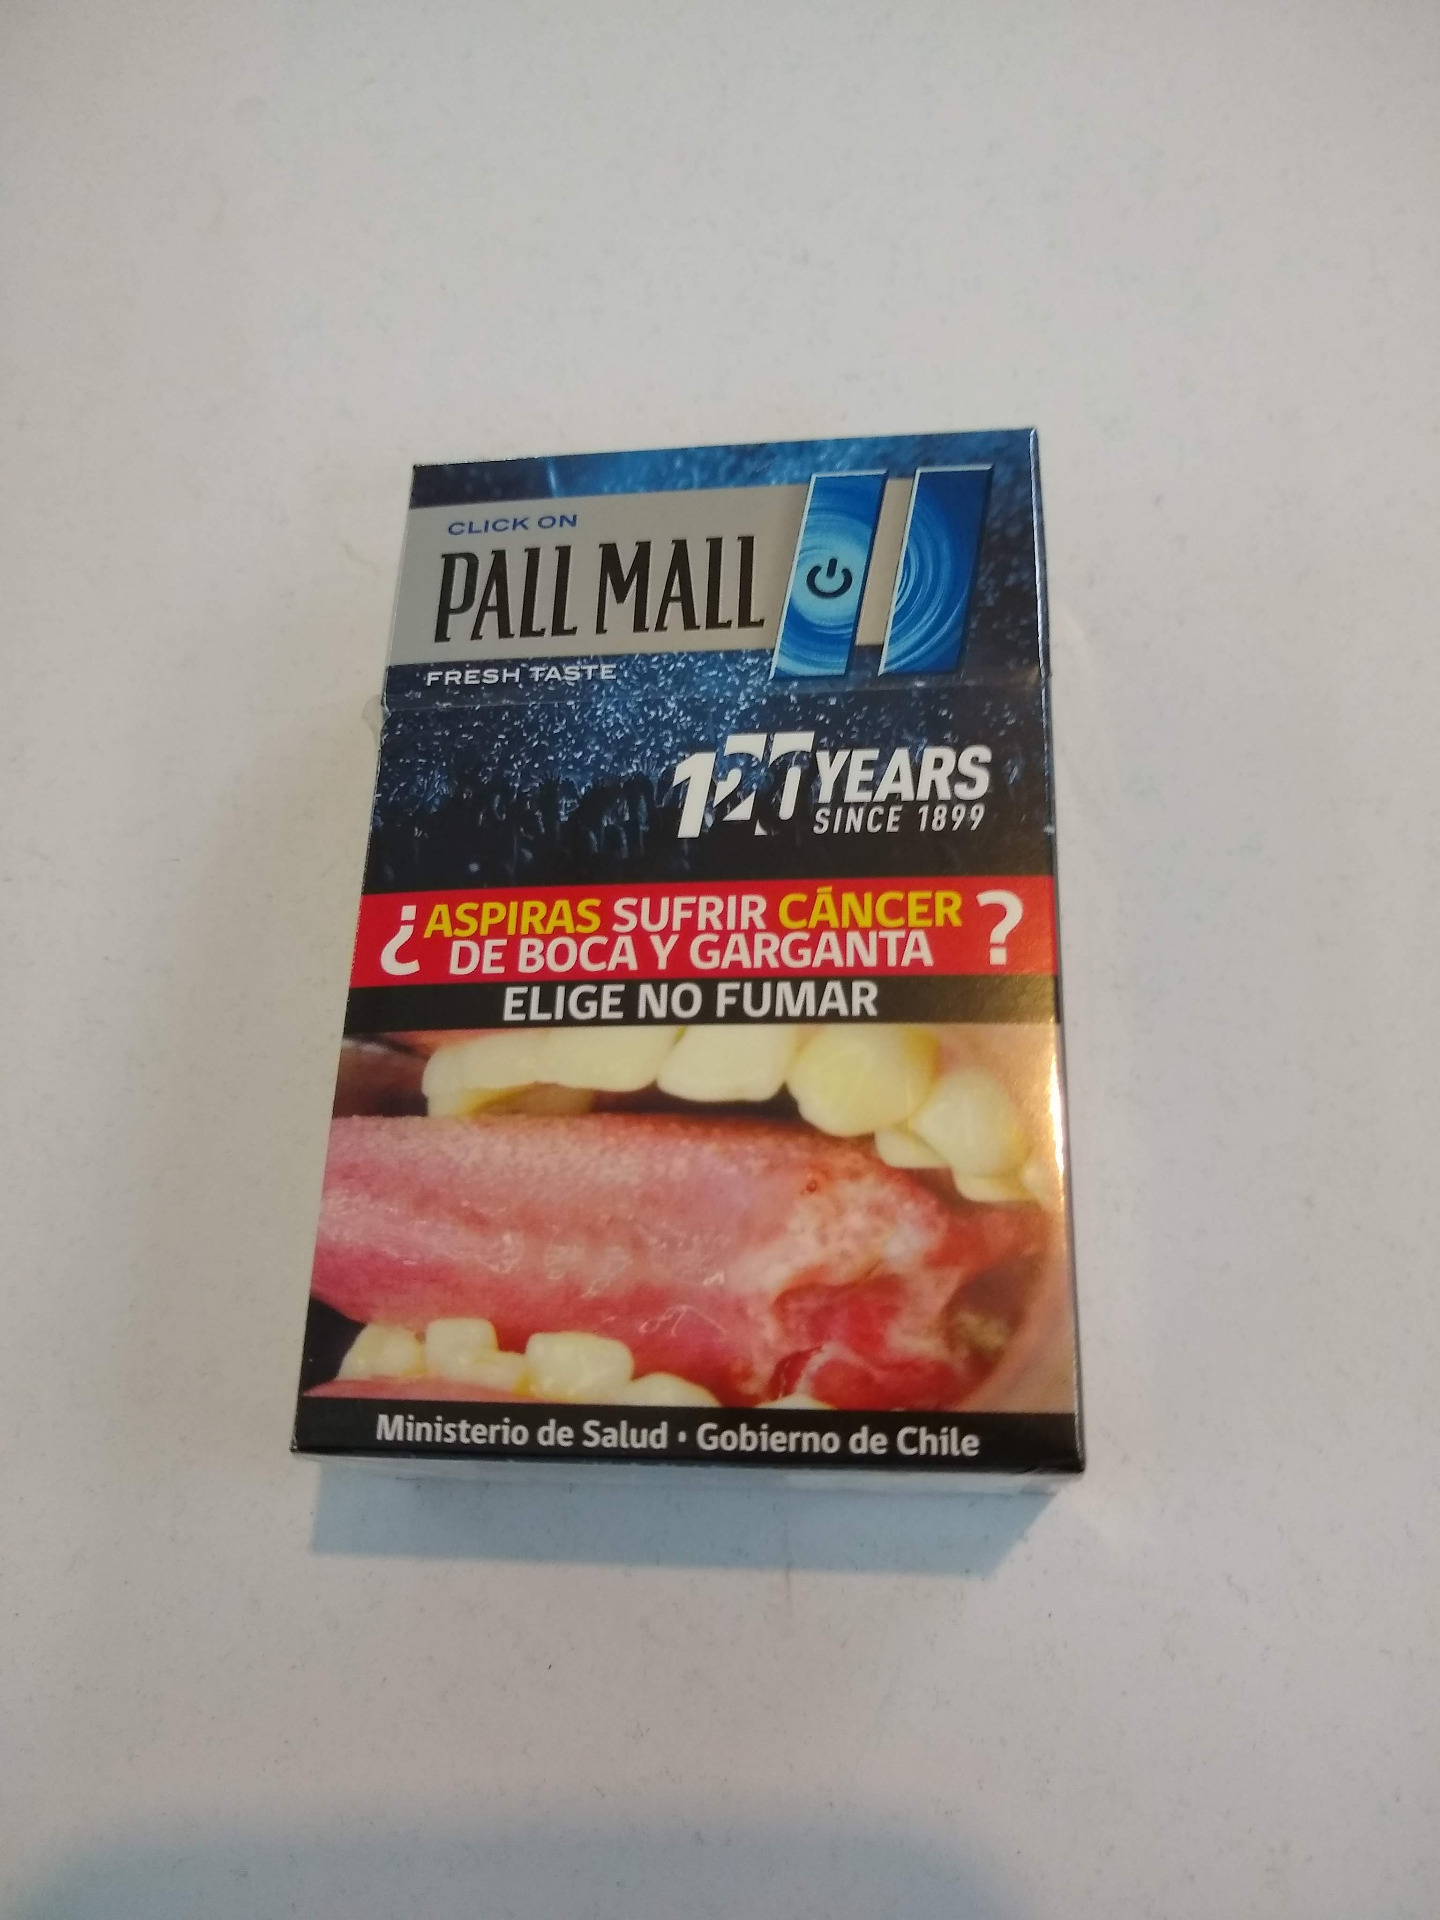 CLICK ON
PALL MALL
FRESH TASTE
120 YEARS
SINCE 1899
¿ASPIRAS SUFRIR CÁNCER
DE BOCA Y GARGANTA?
ELIGE NO FUMAR
Ministerio de Salud • Gobierno de Chile